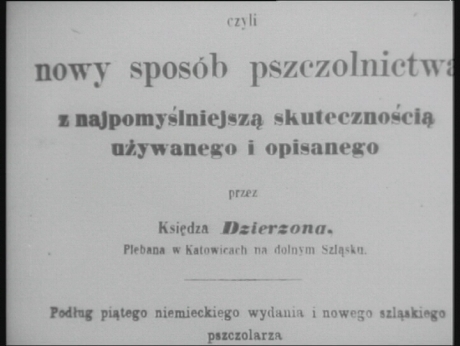 czyli
nowy sposób pszczolnictwa
z najpomyślniejszą skutecznością
używanego i opisanego
przez
Księdza Dzierzona.
Plebana w Katowicach na dolnym Szląsku.
Podług piątego niemieckiego wydania i nowego szląskiego
pszczolarza